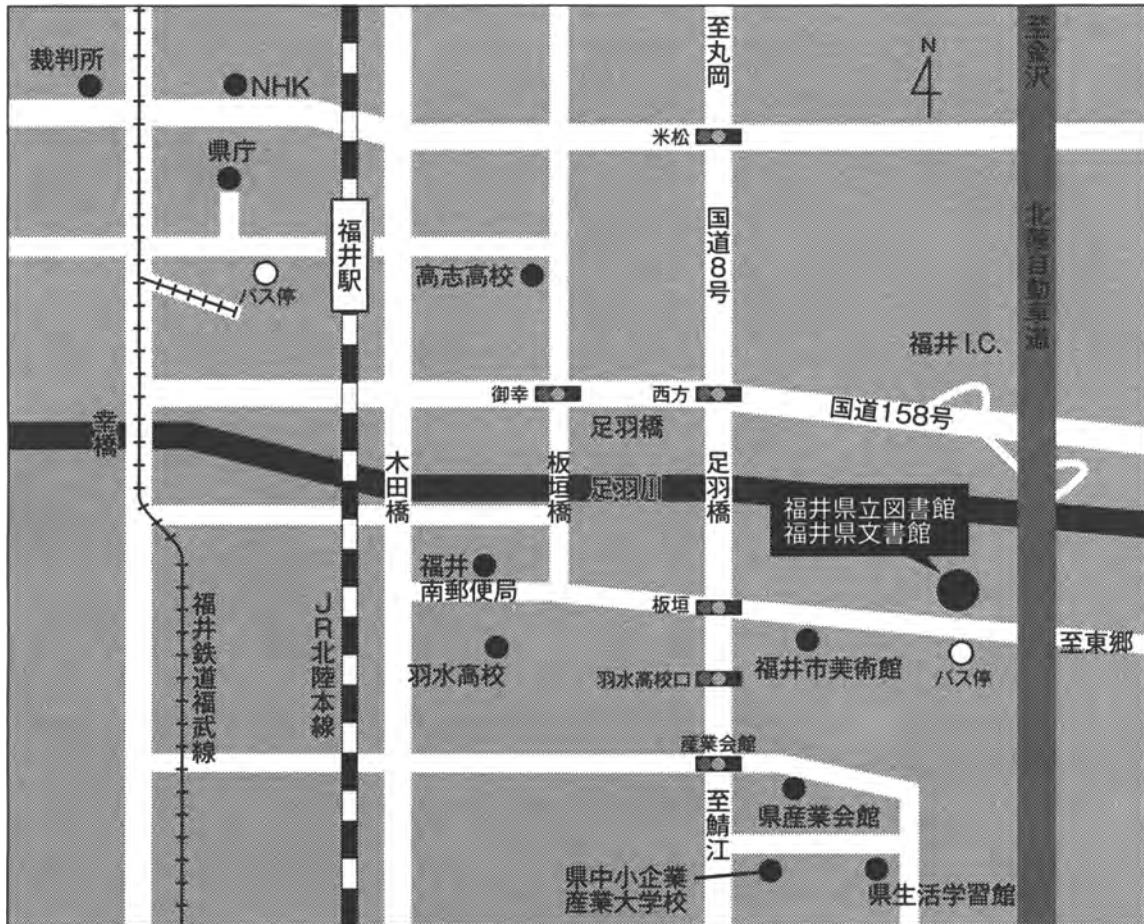 裁判所
NHK
至丸岡
N
至金沢
米松
県庁
福井駅
国道8号
北陸自動車道
高志高校
バス停
福井 I.C.
御幸
西方
国道158号
幸橋
足羽橋
木田橋
板垣橋
足羽川
足羽橋
福井県立図書館
福井県文書館
福井
南郵便局
板垣
福井鉄道福武線
JR北陸本線
羽水高校
羽水高校口
福井市美術館
バス停
至東郷
産業会館
至鯖江
県産業会館
県中小企業
産業大学校
県生活学習館